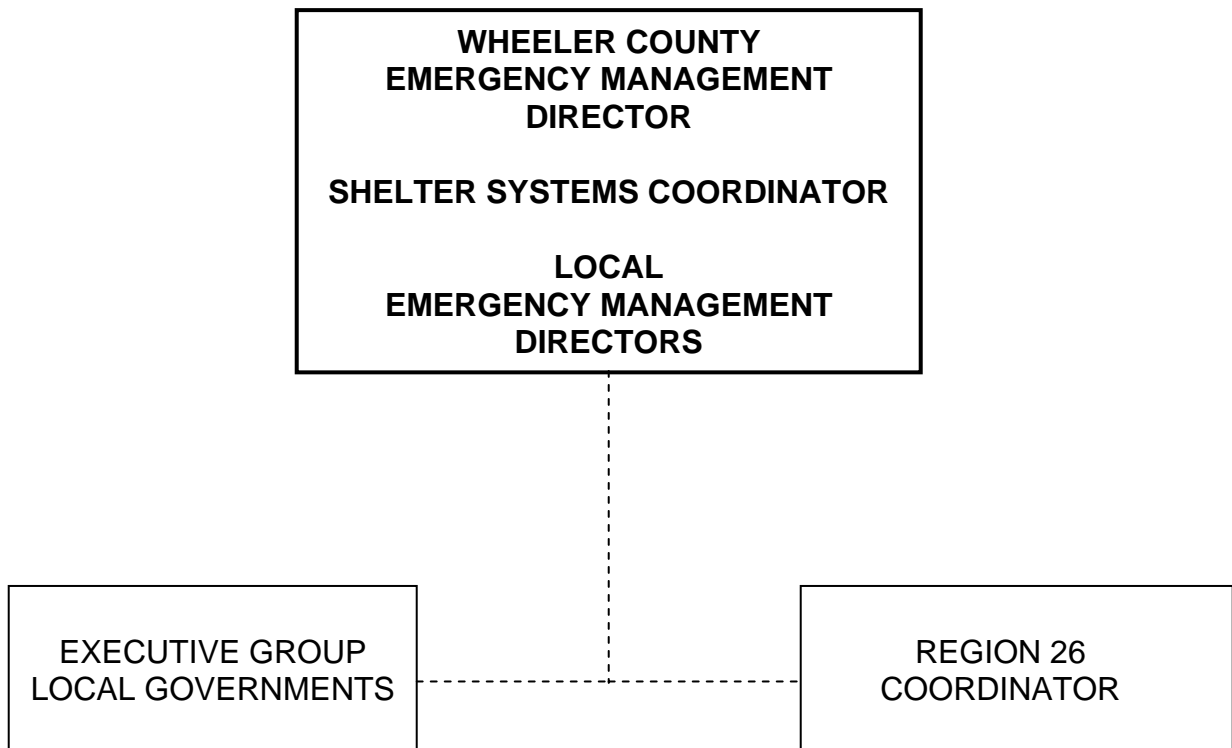 WHEELER COUNTY
EMERGENCY MANAGEMENT
DIRECTOR
SHELTER SYSTEMS COORDINATOR
LOCAL
EMERGENCY MANAGEMENT
DIRECTORS
EXECUTIVE GROUP
LOCAL GOVERNMENTS
REGION 26
COORDINATOR